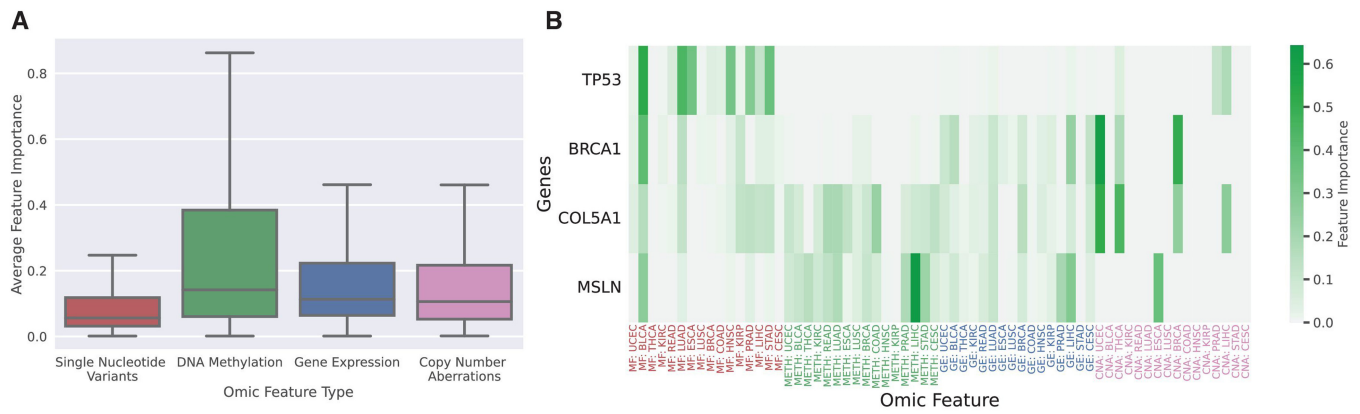 A
Average Feature Importance
0.8
0.6
0.4
0.2
0.0
Single Nucleotide
Variants
DNA Methylation
Gene Expression
Copy Number
Aberrations
Omic Feature Type
B
Genes
TP53
BRCA1
COL5A1
MSLN
MF: UCEC
MF: BLCA
MF: THCA
MF: KIRC
MF: READ
MF: LUAD
MF: ESCA
MF: LUSC
MF: BRCA
MF: COAD
MF: HNSC
MF: KIRP
MF: PRAD
MF: LIHC
MF: STAD
MF: CESC
METH: UCEC
METH: BLCA
METH: THCA
METH: KIRC
METH: READ
METH: LUAD
METH: ESCA
METH: LUSC
METH: BRCA
METH: COAD
METH: HNSC
METH: KIRP
METH: PRAD
METH: LIHC
METH: STAD
METH: CESC
GE: UCEC
GE: BLCA
GE: THCA
GE: KIRC
GE: READ
GE: LUAD
GE: ESCA
GE: LUSC
GE: BRCA
GE: COAD
GE: HNSC
GE: KIRP
GE: PRAD
GE: LIHC
GE: STAD
GE: CESC
CNA: UCEC
CNA: BLCA
CNA: THCA
CNA: KIRC
CNA: READ
CNA: LUAD
CNA: ESCA
CNA: LUSC
CNA: BRCA
CNA: COAD
CNA: HNSC
CNA: KIRP
CNA: PRAD
CNA: LIHC
CNA: STAD
CNA: CESC
Omic Feature
0.6
0.5
0.4
0.3
0.2
0.1
0.0
Feature Importance